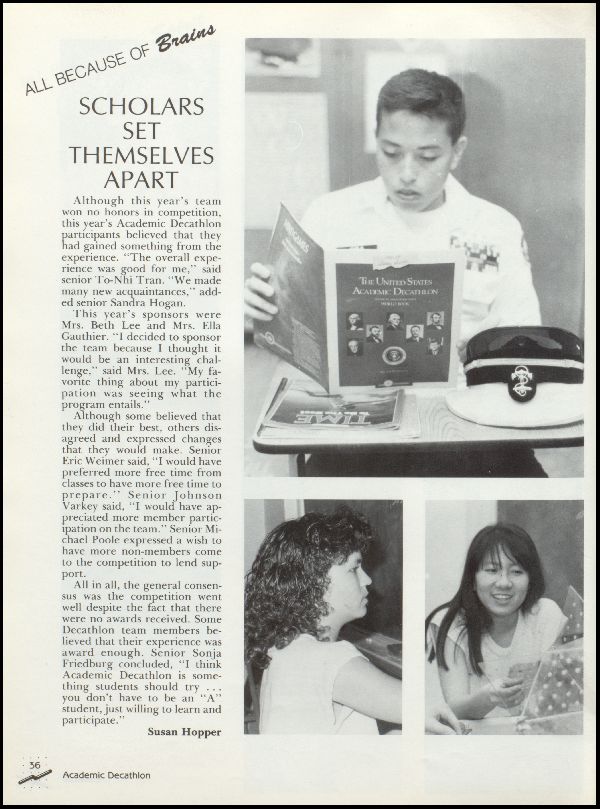 ALL BECAUSE OF Brains
SCHOLARS
SET
THEMSELVES
APART
Although this year's team
won no honors in competition,
this year's Academic Decathlon
participants believed that they
had gained something from the
experience. "The overall expe-
rience was good for me," said
senior To-Nhi Tran. "We made
many new acquaintances," add-
ed senior Sandra Hogan.
This year's sponsors were
Mrs. Beth Lee and Mrs. Ella
Gauthier. "I decided to sponsor
the team because I thought it
would be an interesting chal-
lenge," said Mrs. Lee. "My fa-
vorite thing about my partici-
pation was seeing what the
program entails."
Although some believed that
they did their best, others dis-
agreed and expressed changes
that they would make. Senior
Eric Weimer said, "I would have
preferred more free time from
classes to have more free time to
prepare." Senior Johnson
Varkey said, "I would have ap-
preciated more member partic-
ipation on the team." Senior Mi-
chael Poole expressed a wish to
have more non-members come
to the competition to lend sup-
port.
All in all, the general consen-
sus was the competition went
well despite the fact that there
were no awards received. Some
Decathlon team members be-
lieved that their experience was
award enough. Senior Sonja
Friedburg concluded, "I think
Academic Decathlon is some-
thing students should try ...
you don't have to be an "A"
student, just willing to learn and
participate."
Susan Hopper
THE UNITED STATES
ACADEMIC DECATHLON
WORLD BOOK
TIME
36
Academic Decathlon